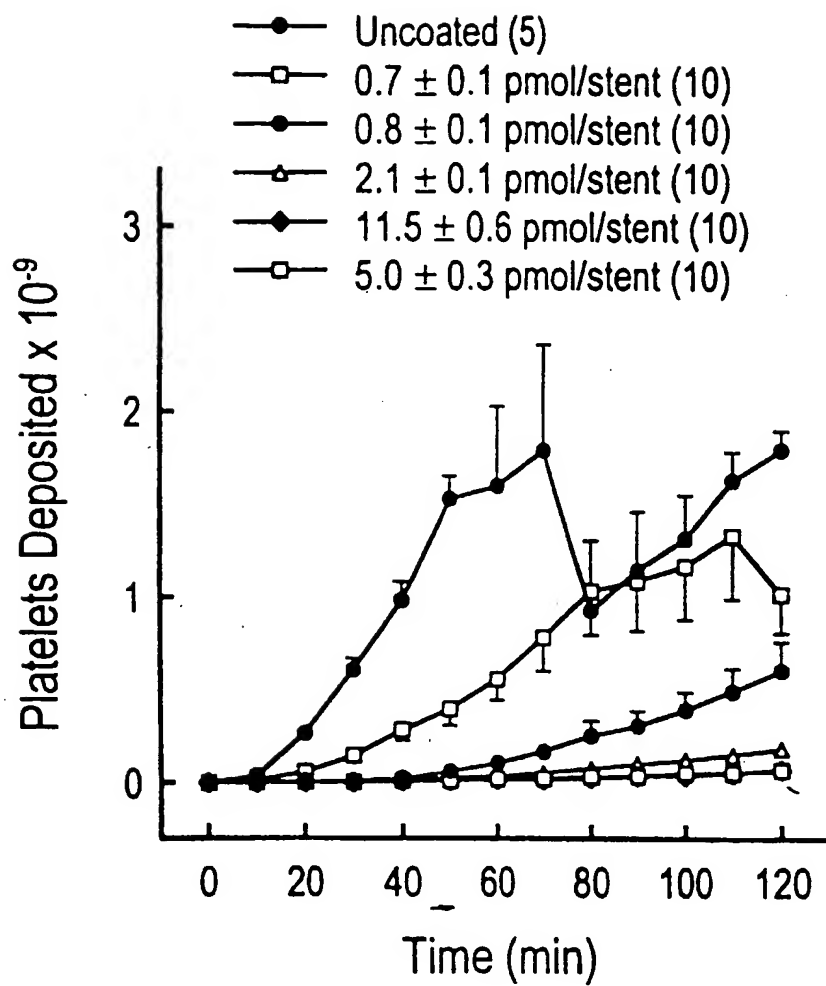 Uncoated (5)
0.7 ± 0.1 pmol/stent (10)
0.8 ± 0.1 pmol/stent (10)
2.1 ± 0.1 pmol/stent (10)
11.5 ± 0.6 pmol/stent (10)
5.0 ± 0.3 pmol/stent (10)
Platelets Deposited x 10⁻⁹
3
2
1
0
0 20 40 60 80 100 120
Time (min)